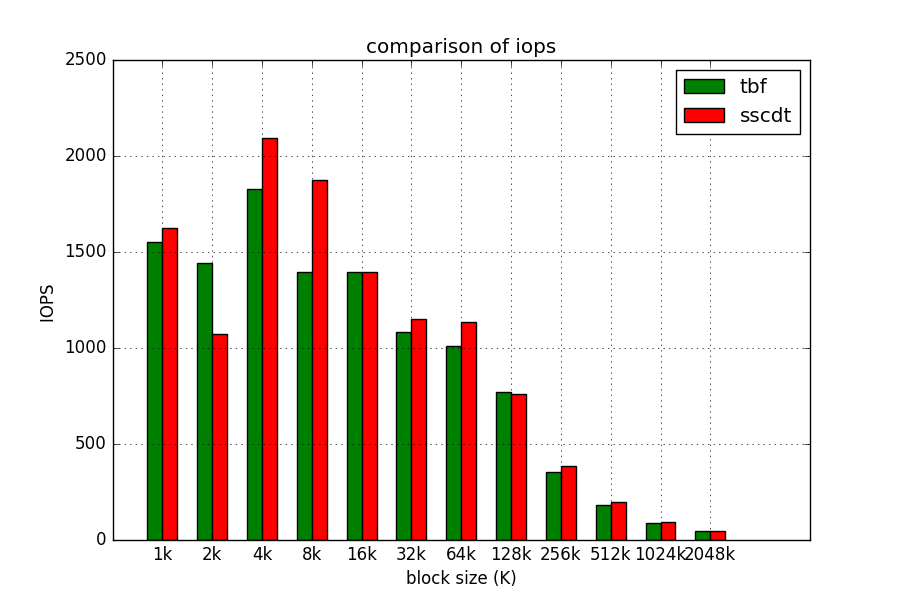 comparison of iops
tbf
sscdt
2500
2000
1500
1000
500
0
IOPS
1k 2k 4k 8k 16k 32k 64k 128k 256k 512k 1024k 2048k
block size (K)